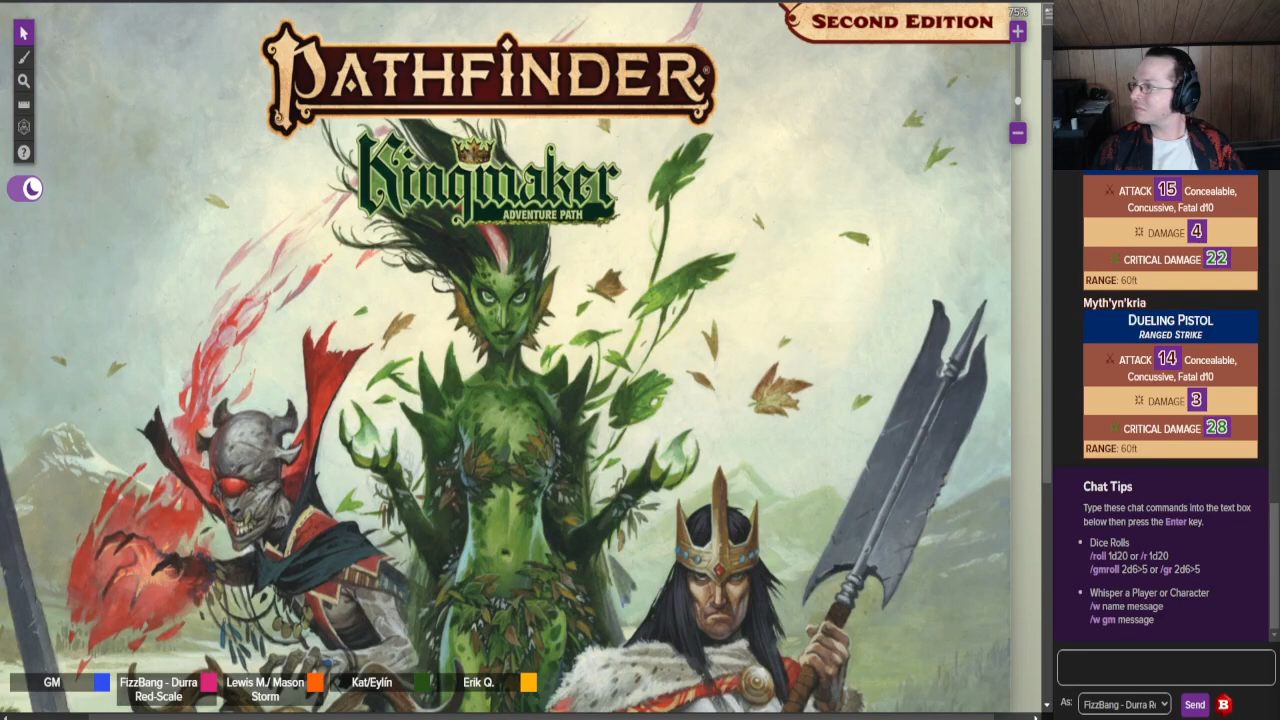 SECOND EDITION
75%
PATHFINDER®
Kingmaker
ADVENTURE PATH
ATTACK 15 Concealable,
Concussive, Fatal d10
DAMAGE 4
CRITICAL DAMAGE 22
RANGE: 60ft
Myth'yn'kria
DUELING PISTOL
RANGED STRIKE
ATTACK 14 Concealable,
Concussive, Fatal d10
DAMAGE 3
CRITICAL DAMAGE 28
RANGE: 60ft
Chat Tips
Type these chat commands into the text box
below then press the Enter key.
• Dice Rolls
/roll 1d20 or /r 1d20
/gmroll 2d6>5 or /gr 2d6>5
• Whisper a Player or Character
/w name message
/w gm message
GM
FizzBang - Durra
Red-Scale
Lewis M./ Mason
Storm
Kat/Eylín
Erik Q.
As: FizzBang - Durra Re Send B